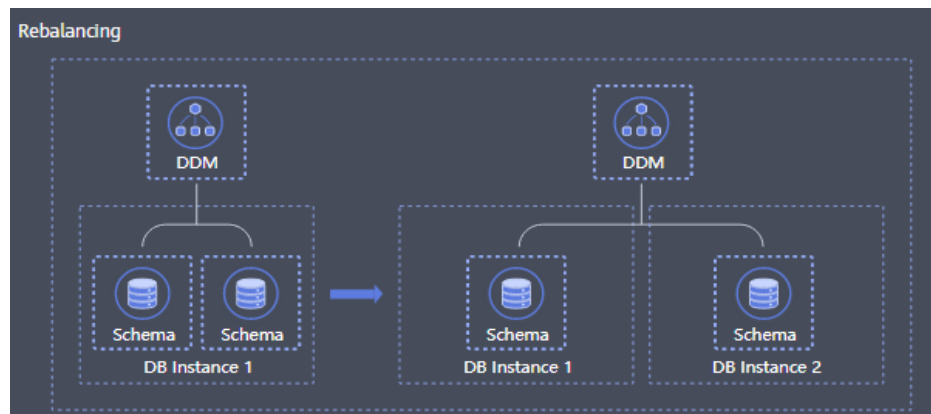 Rebalancing
DDM
DDM
Schema
Schema
Schema
Schema
DB Instance 1
DB Instance 1
DB Instance 2